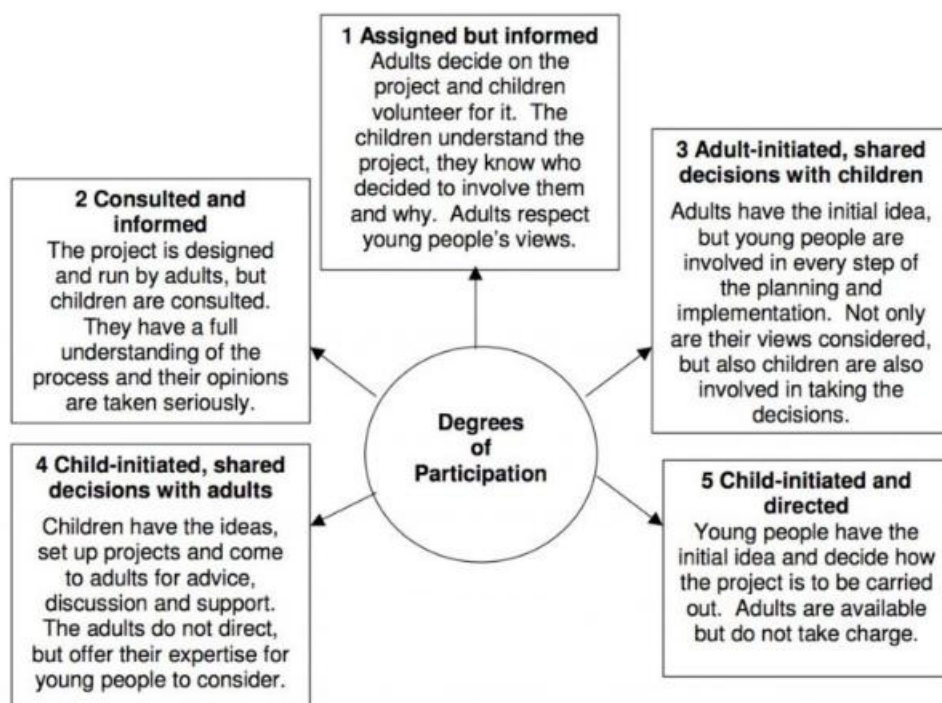 1 Assigned but informed
Adults decide on the
project and children
volunteer for it. The
children understand the
project, they know who
decided to involve them
and why. Adults respect
young people's views.
2 Consulted and
informed
The project is designed
and run by adults, but
children are consulted.
They have a full
understanding of the
process and their opinions
are taken seriously.
3 Adult-initiated, shared
decisions with children
Adults have the initial idea,
but young people are
involved in every step of
the planning and
implementation. Not only
are their views considered,
but also children are also
involved in taking the
decisions.
Degrees
of
Participation
4 Child-initiated, shared
decisions with adults
Children have the ideas,
set up projects and come
to adults for advice,
discussion and support.
The adults do not direct,
but offer their expertise for
young people to consider.
5 Child-initiated and
directed
Young people have the
initial idea and decide how
the project is to be carried
out. Adults are available
but do not take charge.